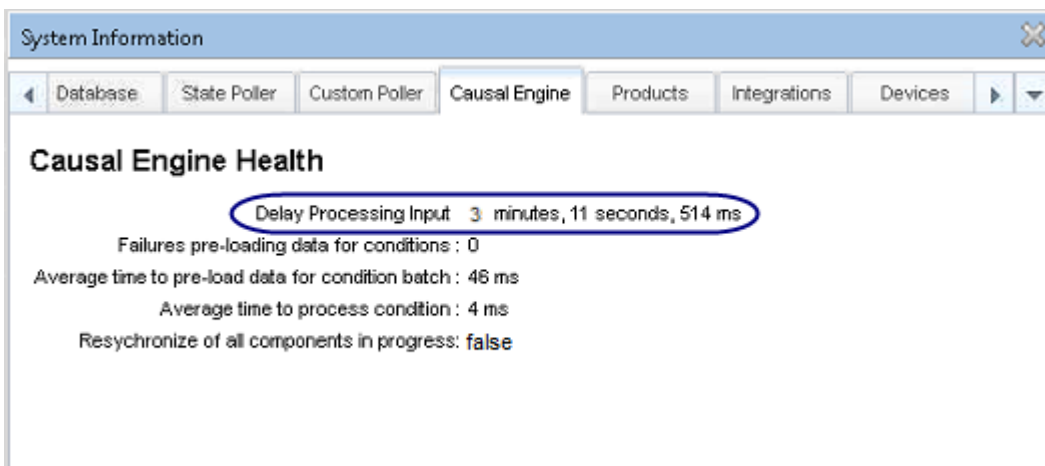 System Information
Database State Poller Custom Poller Causal Engine Products Integrations Devices
Causal Engine Health
Delay Processing Input 3 minutes, 11 seconds, 514 ms
Failures pre-loading data for conditions : 0
Average time to pre-load data for condition batch : 46 ms
Average time to process condition : 4 ms
Resychronize of all components in progress: false